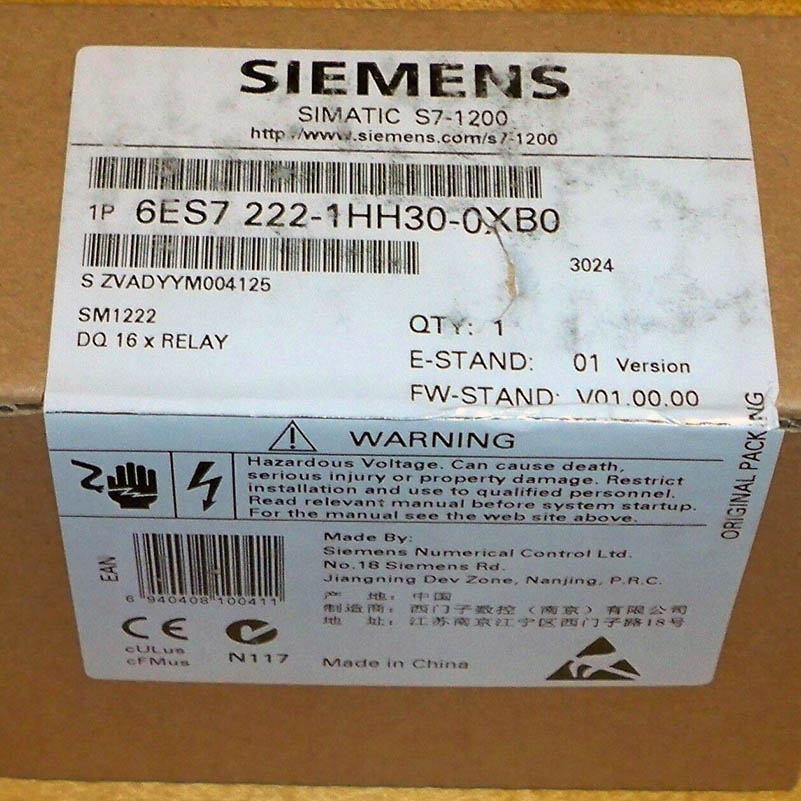 SIEMENS
SIMATIC S7-1200
http://www.siemens.com/s7-1200
1P 6ES7 222-1HH30-0XB0
S ZVADYYM004125
3024
SM1222
DQ 16 x RELAY
QTY: 1
E-STAND: 01 Version
FW-STAND: V01.00.00
WARNING
Hazardous Voltage. Can cause death,
serious injury or property damage. Restrict
installation and use to qualified personnel.
Read relevant manual before system startup.
For the manual see the web site above.
ORIGINAL PACKING
EAN
6 940408 100411
Made By:
Siemens Numerical Control Ltd.
No.18 Siemens Rd.
Jiangning Dev Zone, Nanjing, P.R.C.
产 地: 中国
制造商: 西门子数控(南京)有限公司
地 址: 江苏南京江宁区西门子路18号
CE
cULus
cFMus
N117
Made in China